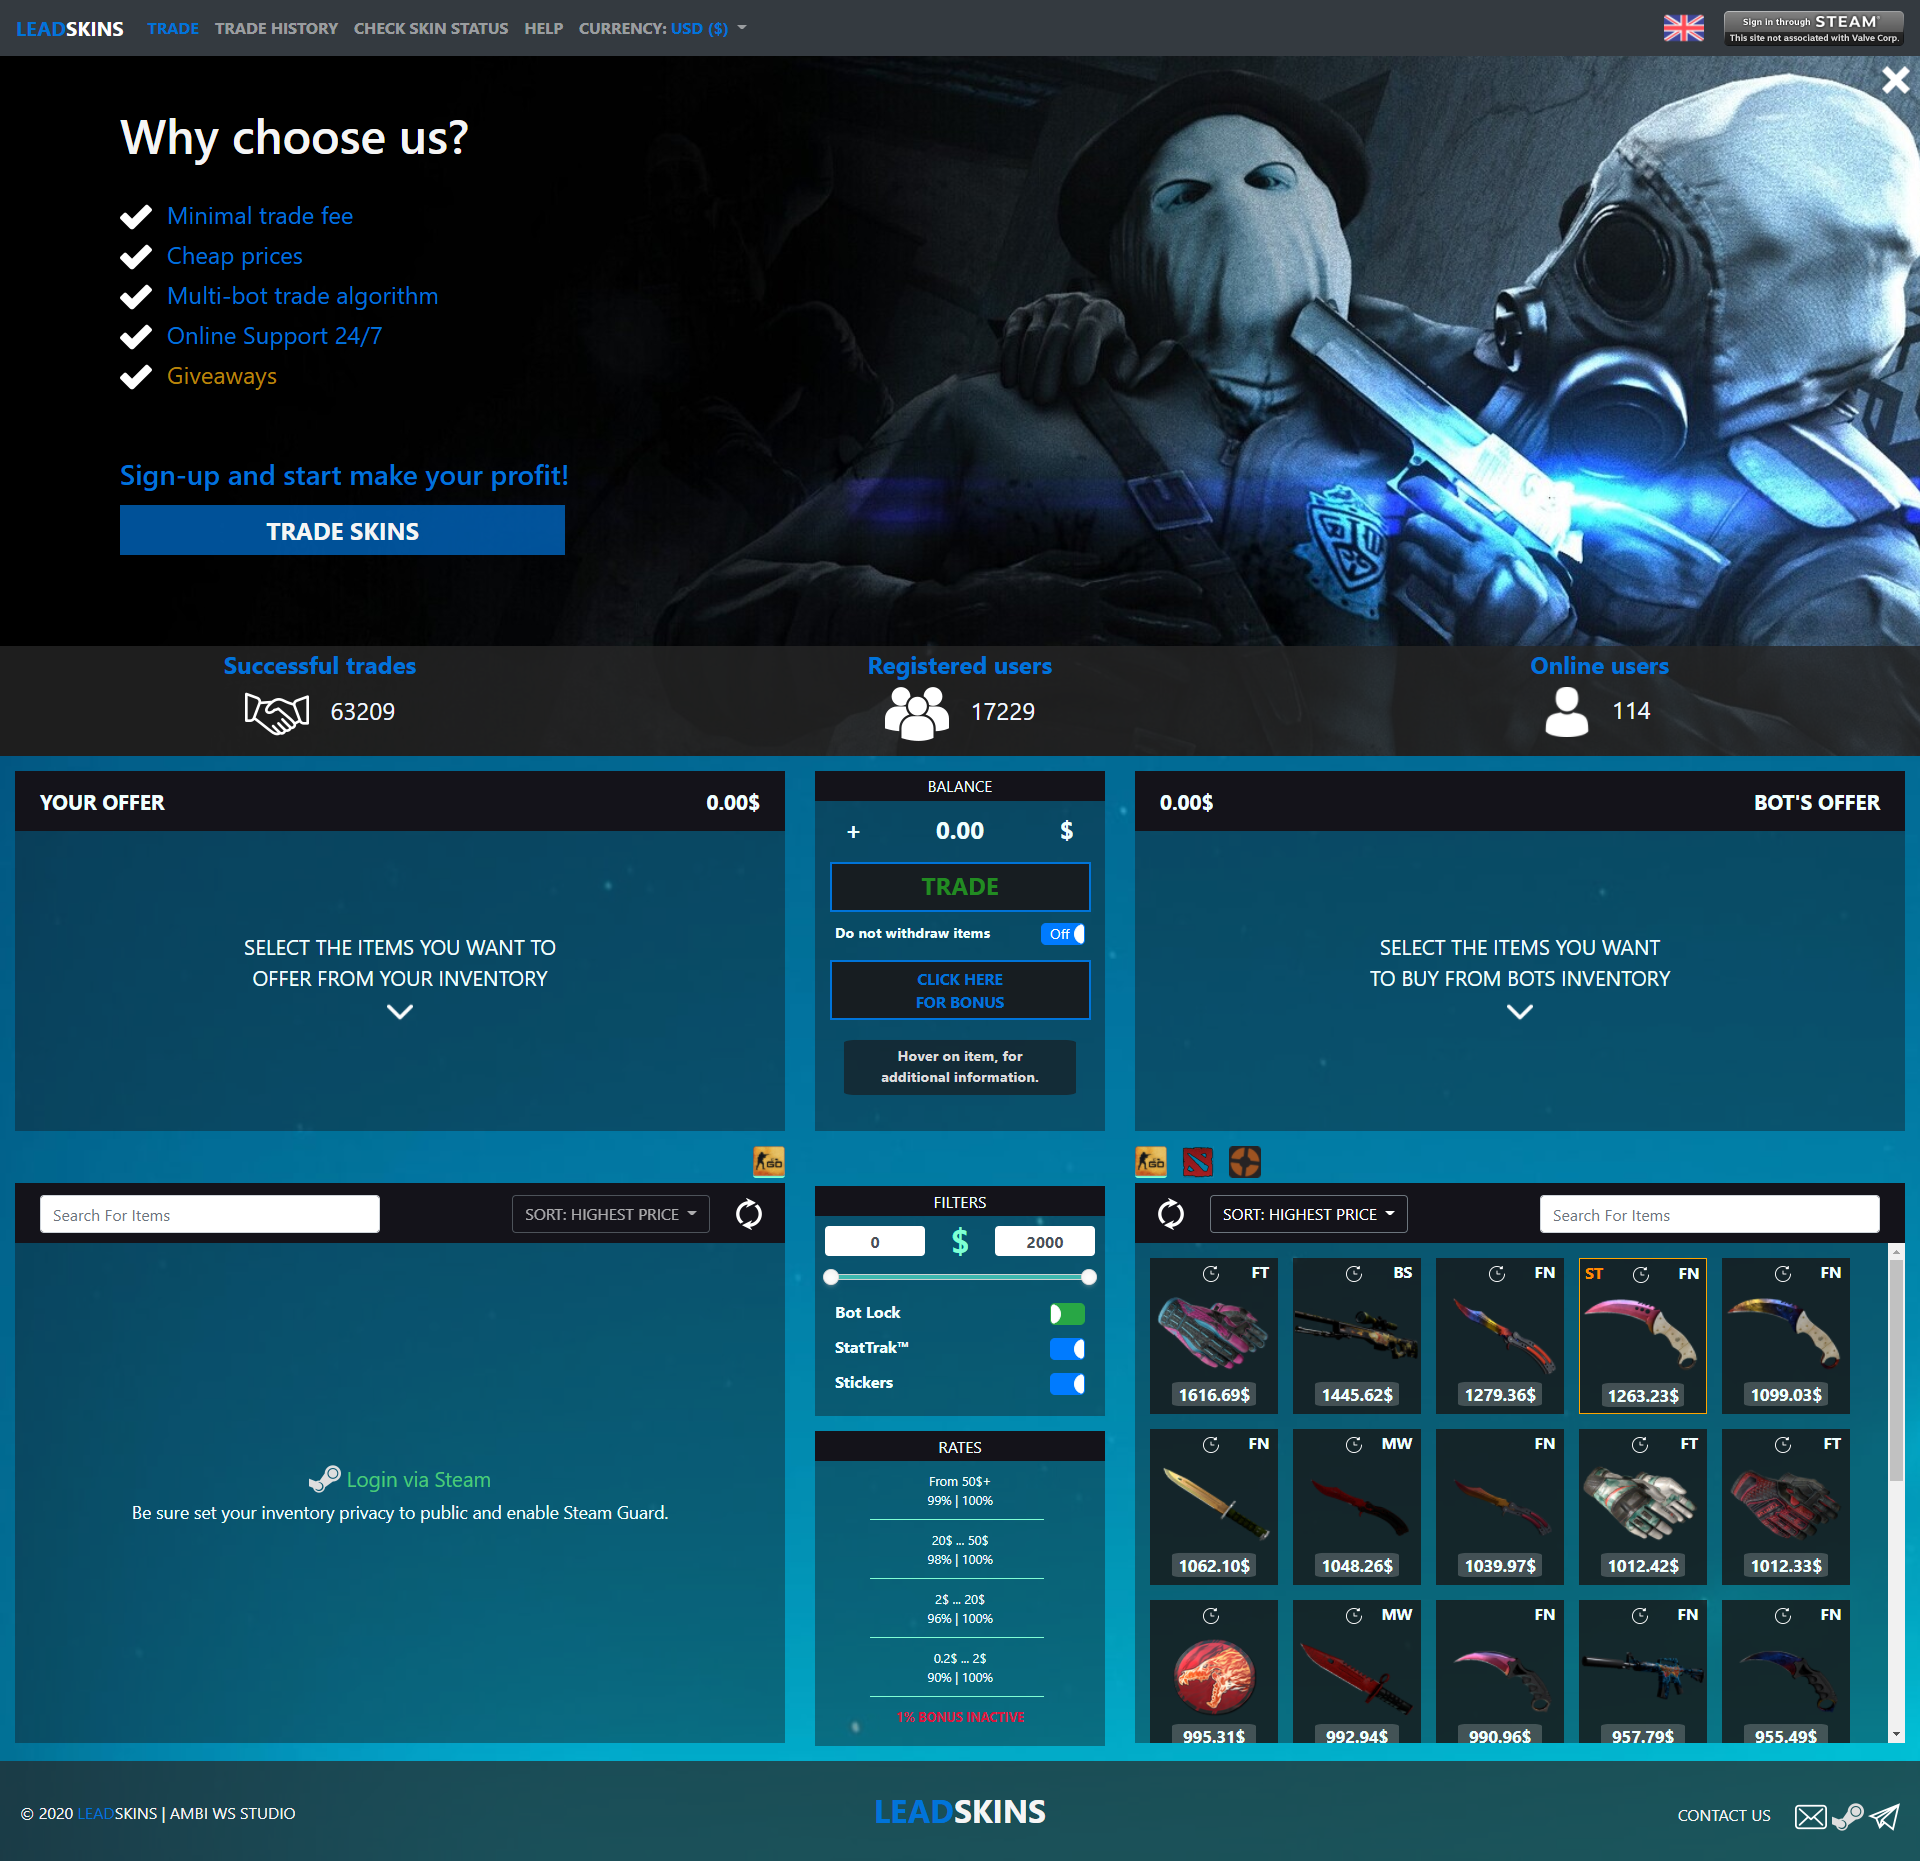 LEADSKINS TRADE TRADE HISTORY CHECK SKIN STATUS HELP CURRENCY: USD ($)
Sign in through STEAM®
This site not associated with Valve Corp.
Why choose us?
Minimal trade fee
Cheap prices
Multi-bot trade algorithm
Online Support 24/7
Giveaways
Sign-up and start make your profit!
TRADE SKINS
Successful trades
63209
Registered users
17229
Online users
114
YOUR OFFER 0.00$
SELECT THE ITEMS YOU WANT TO
OFFER FROM YOUR INVENTORY
BALANCE
+ 0.00 $
TRADE
Do not withdraw items Off
CLICK HERE
FOR BONUS
Hover on item, for
additional information.
0.00$ BOT'S OFFER
SELECT THE ITEMS YOU WANT
TO BUY FROM BOTS INVENTORY
Search For Items SORT: HIGHEST PRICE
Login via Steam
Be sure set your inventory privacy to public and enable Steam Guard.
FILTERS
0 $ 2000
Bot Lock
StatTrak™
Stickers
RATES
From 50$+
99% | 100%
20$ ... 50$
98% | 100%
2$ ... 20$
96% | 100%
0.2$ ... 2$
90% | 100%
1% BONUS INACTIVE
SORT: HIGHEST PRICE Search For Items
FT BS FN ST FN FN
1616.69$ 1445.62$ 1279.36$ 1263.23$ 1099.03$
FN MW FN FT FT
1062.10$ 1048.26$ 1039.97$ 1012.42$ 1012.33$
MW FN FN FN
995.31$ 992.94$ 990.96$ 957.79$ 955.49$
© 2020 LEADSKINS | AMBI WS STUDIO
LEADSKINS
CONTACT US